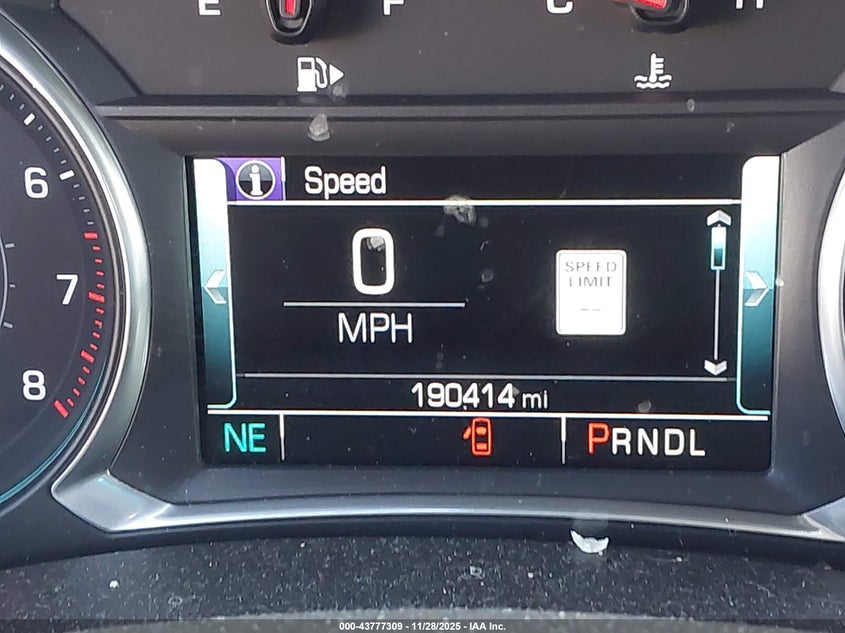 E F C H
6
7
8
i Speed
0
MPH
SPEED
LIMIT
--
190414 mi
NE PRNDL
000-43777309 - 11/28/2025 - IAA Inc.